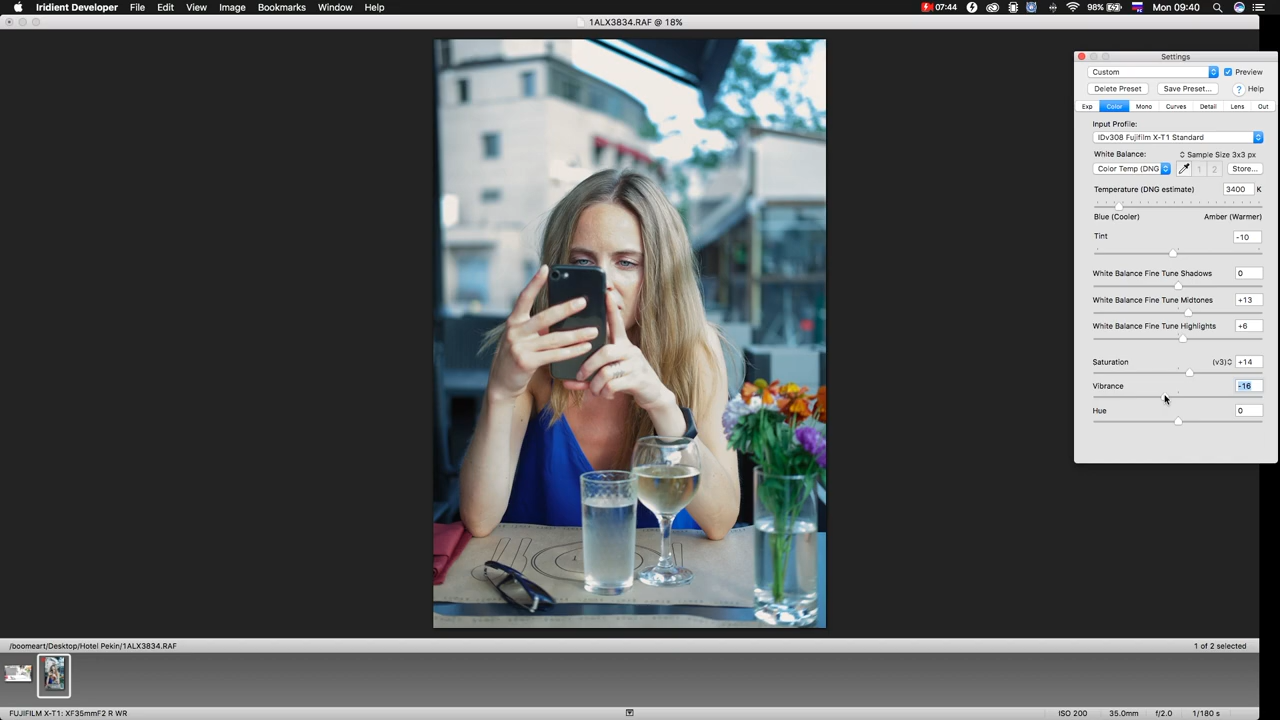 Iridient Developer File Edit View Image Bookmarks Iridient Window Help 07:44 98% Mon 09:40
1ALX3834.RAF @ 18%
Settings
Custom Preview
Delete Preset Save Preset... ? Help
Exp Color Mono Curves Detail Lens Out
Input Profile:
IDv308 Fujifilm X-T1 Standard
White Balance: Sample Size 3x3 px
Color Temp (DNG 1 2 Store...
Temperature (DNG estimate) 3400 K
Blue (Cooler) Amber (Warmer)
Tint -10
White Balance Fine Tune Shadows 0
White Balance Fine Tune Midtones +13
White Balance Fine Tune Highlights +6
Saturation (v3) +14
Vibrance -16
Hue 0
/boomeart/Desktop/Hotel Pekin/1ALX3834.RAF 1 of 2 selected
FUJIFILM X-T1: XF35mmF2 R WR ISO 200 35.0mm f/2.0 1/180 s